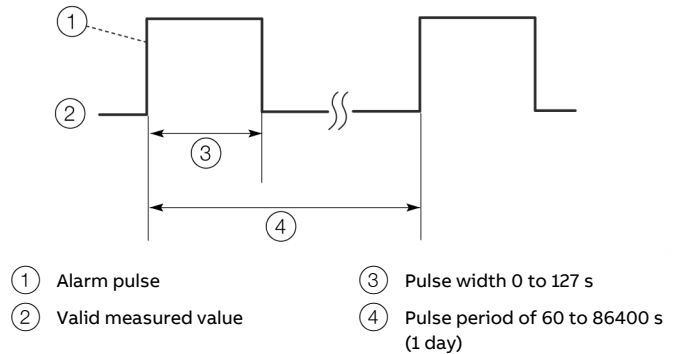 1
2
3
4
1 Alarm pulse
2 Valid measured value
3 Pulse width 0 to 127 s
4 Pulse period of 60 to 86400 s
(1 day)